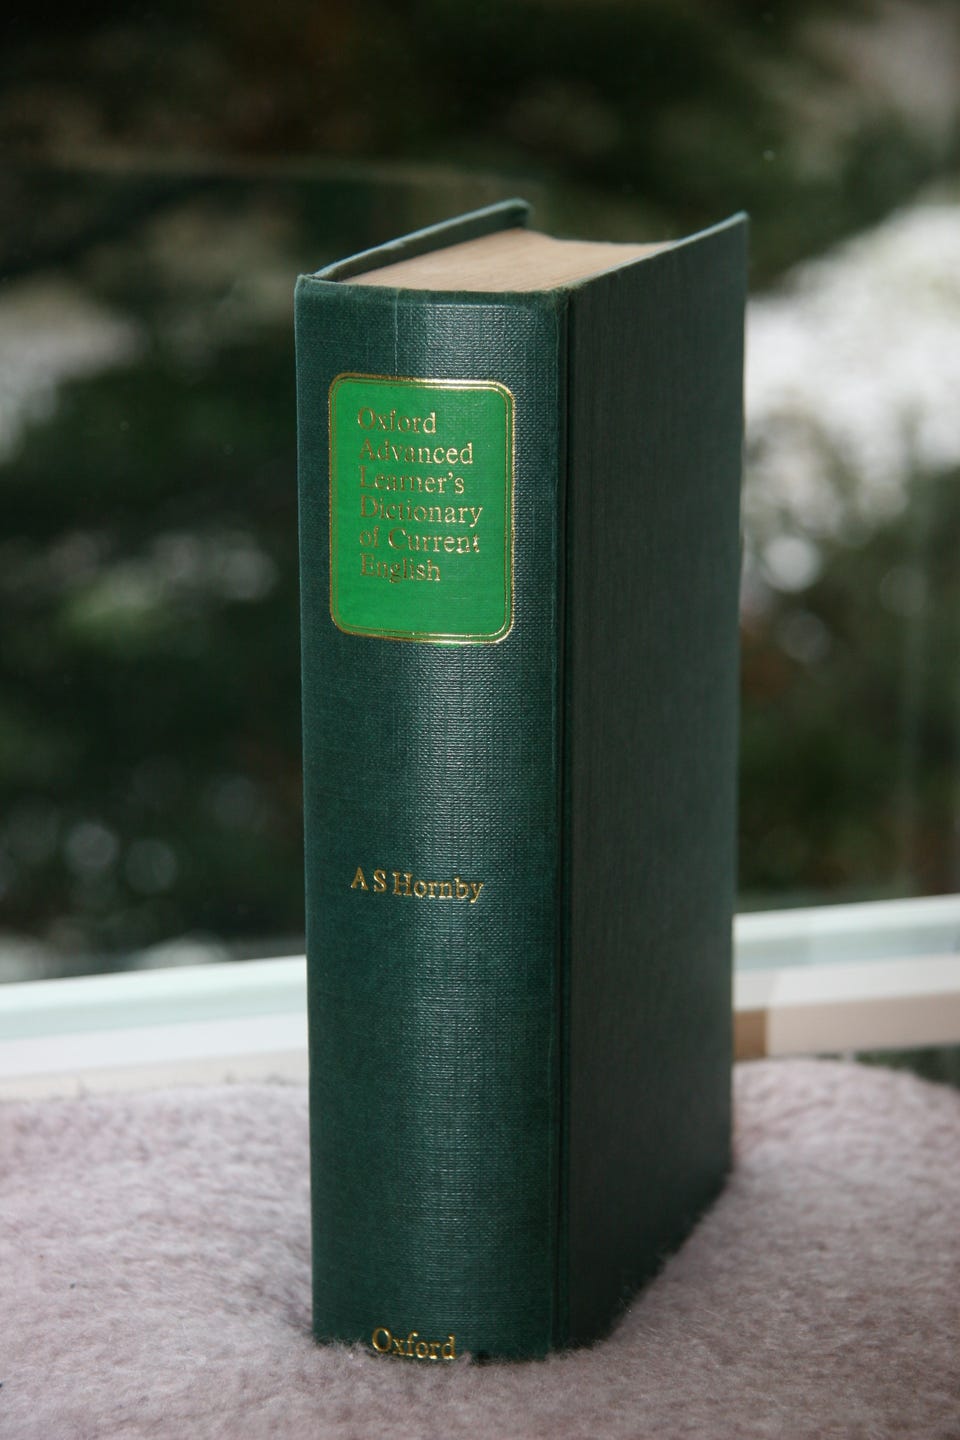 Oxford
Advanced
Learner's
Dictionary
of Current
English
A S Hornby
Oxford